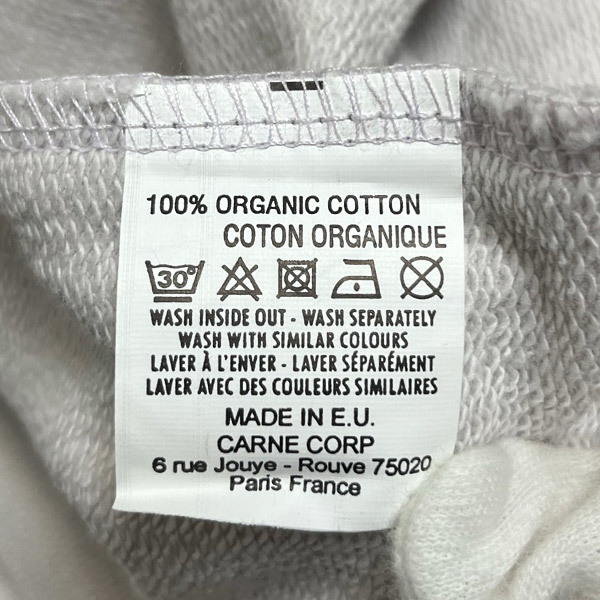 100% ORGANIC COTTON
COTON ORGANIQUE
30°
WASH INSIDE OUT - WASH SEPARATELY
WASH WITH SIMILAR COLOURS
LAVER À L'ENVER - LAVER SÉPARÉMENT
LAVER AVEC DES COULEURS SIMILAIRES
MADE IN E.U.
CARNE CORP
6 rue Jouye - Rouve 75020
Paris France